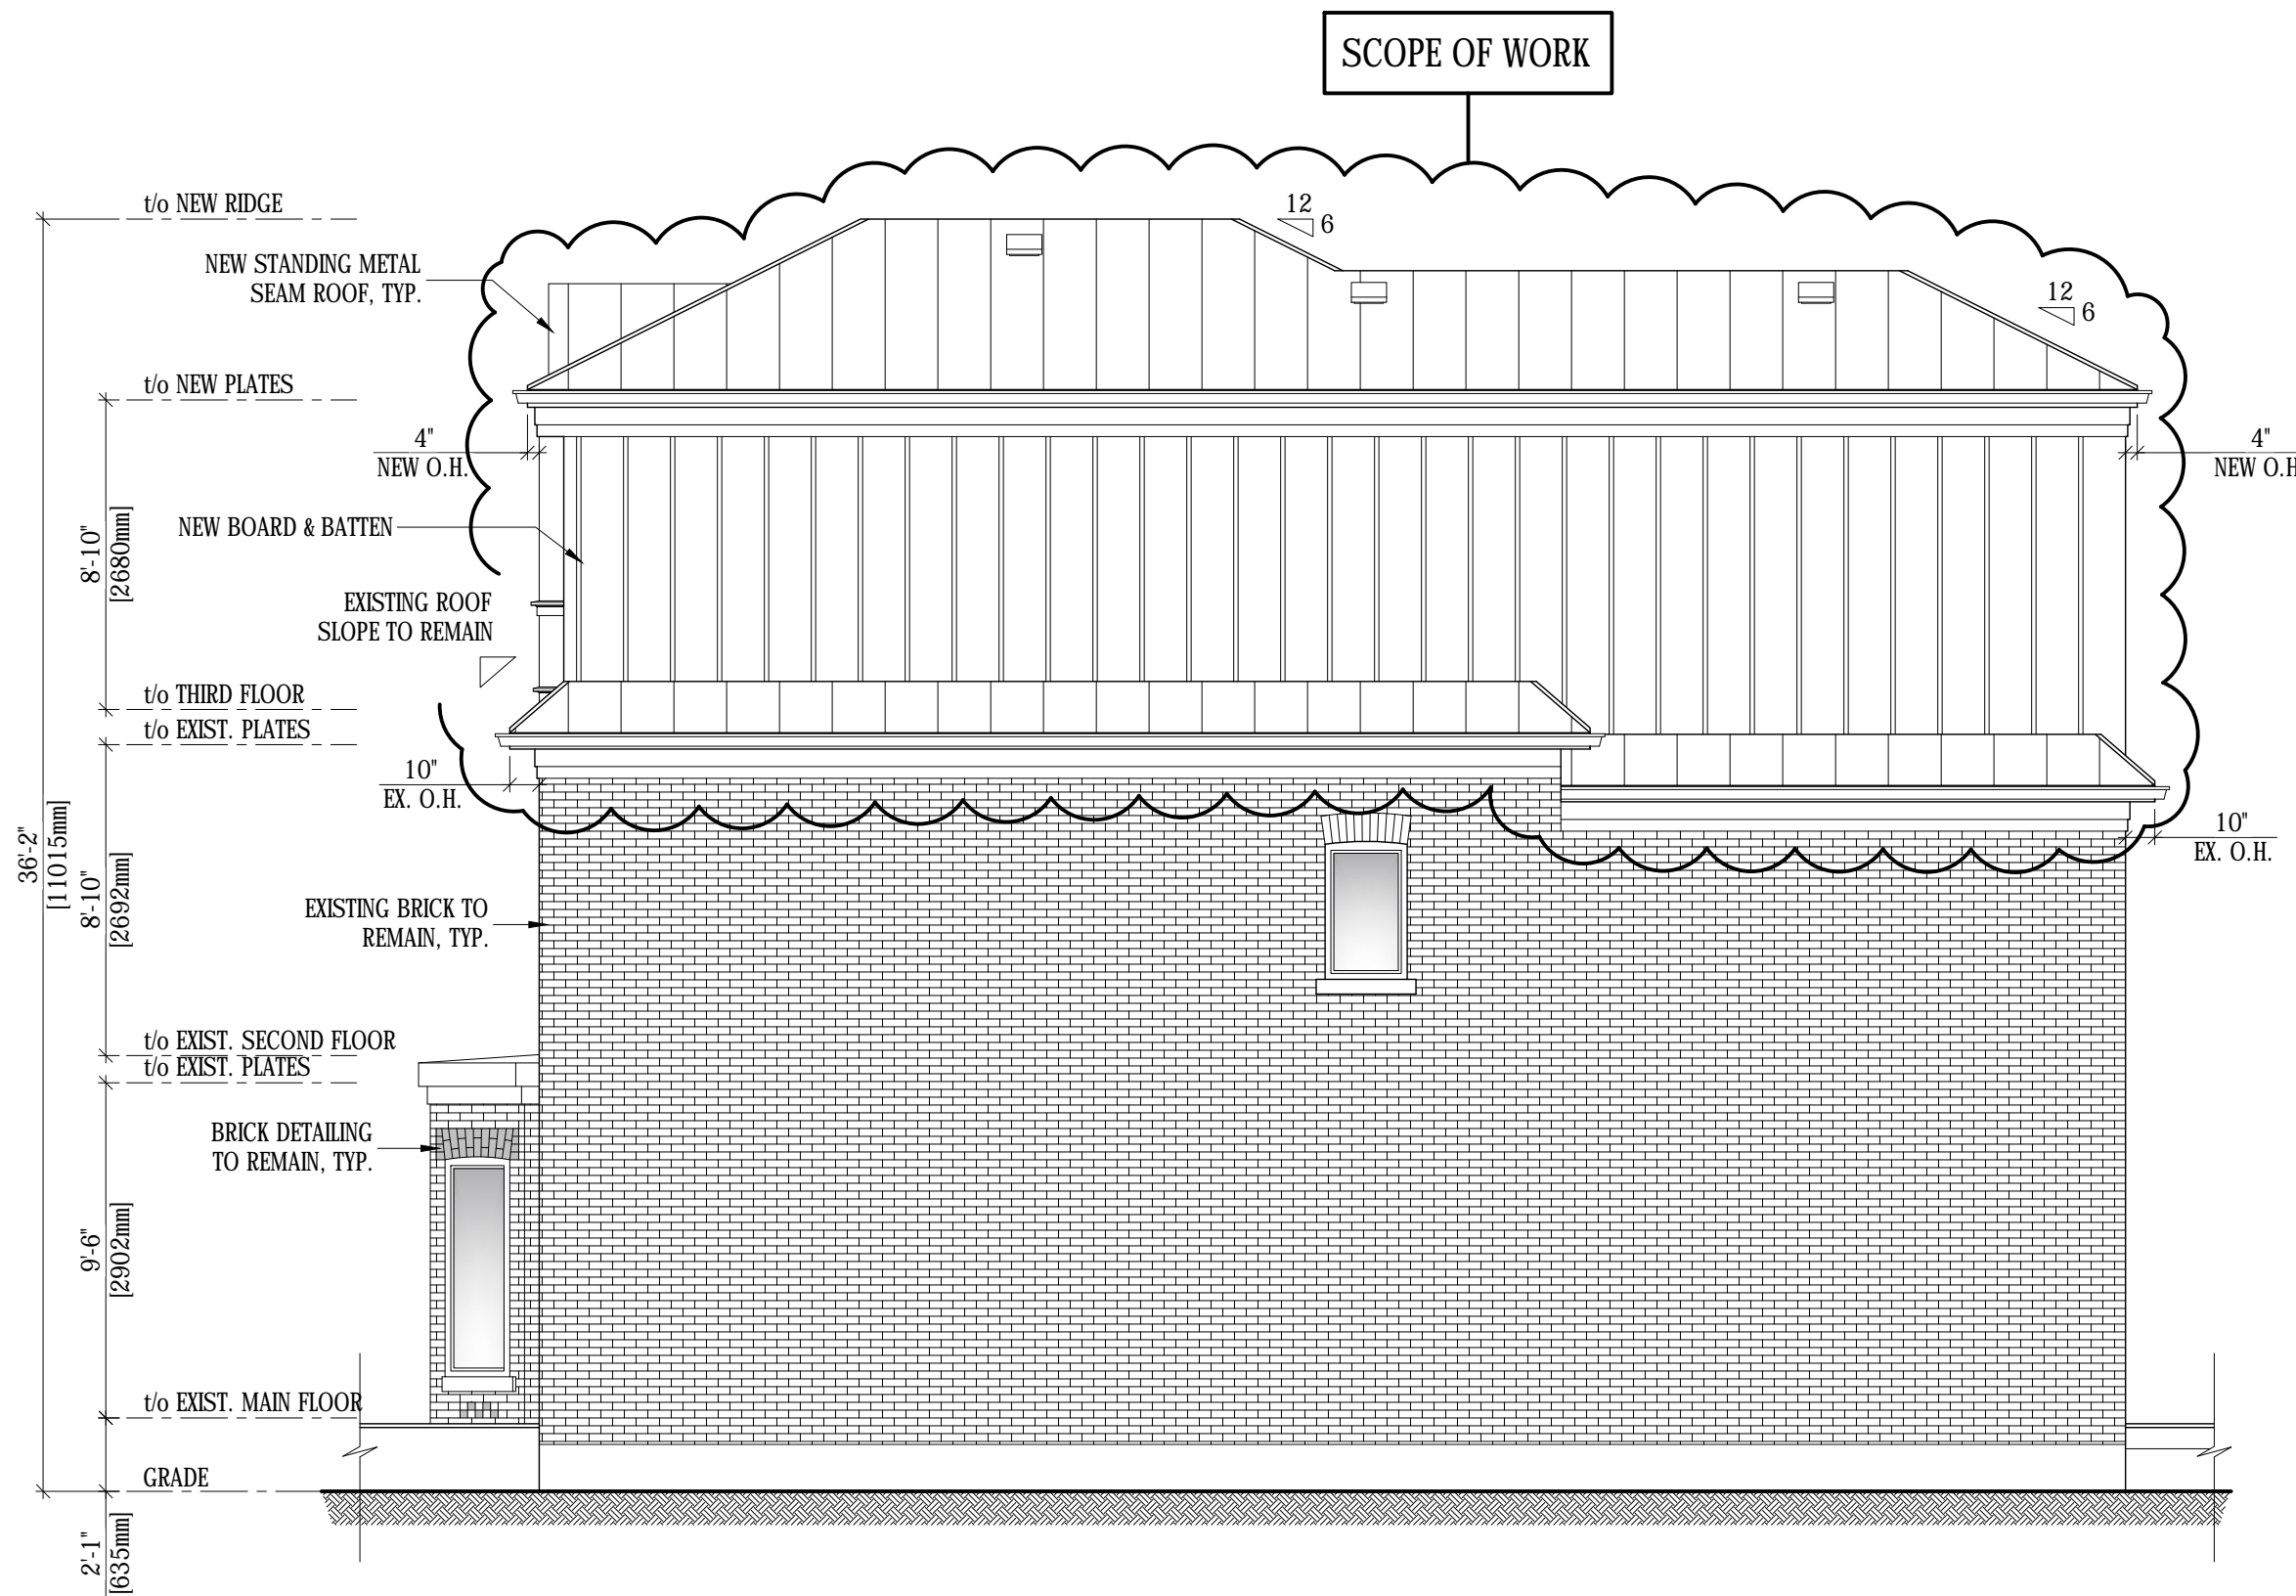 SCOPE OF WORK
t/o NEW RIDGE
12
6
NEW STANDING METAL
SEAM ROOF, TYP.
12
6
t/o NEW PLATES
4"
NEW O.H.
4"
NEW O.H
NEW BOARD & BATTEN
8'-10"
[2680mm]
EXISTING ROOF
SLOPE TO REMAIN
t/o THIRD FLOOR
t/o EXIST. PLATES
10"
EX. O.H.
10"
EX. O.H.
36'-2"
[11015mm]
8'-10"
[2692mm]
EXISTING BRICK TO
REMAIN, TYP.
t/o EXIST. SECOND FLOOR
t/o EXIST. PLATES
BRICK DETAILING
TO REMAIN, TYP.
9'-6"
[2902mm]
t/o EXIST. MAIN FLOOR
GRADE
2'-1"
[635mm]